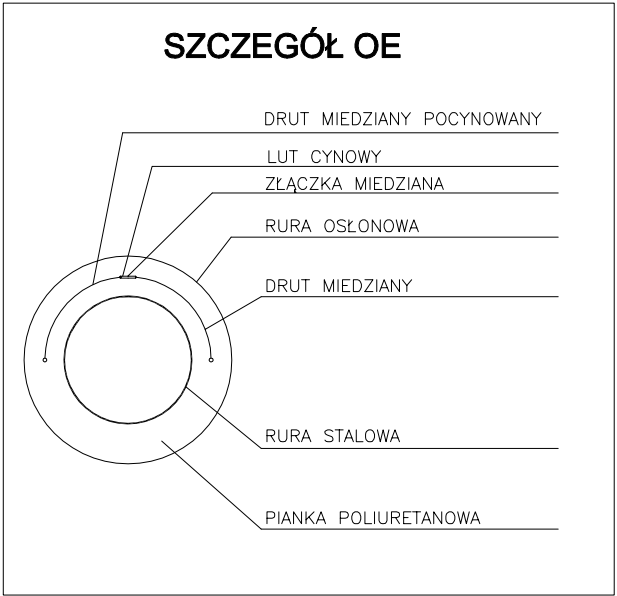 SZCZEGÓŁ OE
DRUT MIEDZIANY POCYNOWANY
LUT CYNOWY
ZŁĄCZKA MIEDZIANA
RURA OSŁONOWA
DRUT MIEDZIANY
RURA STALOWA
PIANKA POLIURETANOWA